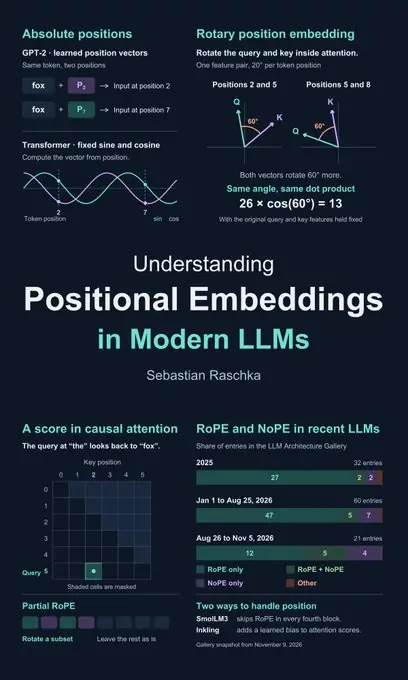 Absolute positions
GPT-2 · learned position vectors
Same token, two positions
fox + P₂ → Input at position 2
fox + P₇ → Input at position 7
Transformer · fixed sine and cosine
Compute the vector from position.
2 7
Token position sin cos
Rotary position embedding
Rotate the query and key inside attention.
One feature pair, 20° per token position
Positions 2 and 5 Positions 5 and 8
Q 60° K
K 60° Q
Both vectors rotate 60° more.
Same angle, same dot product
26 × cos(60°) = 13
With the original query and key features held fixed
Understanding
Positional Embeddings
in Modern LLMs
Sebastian Raschka
A score in causal attention
The query at “the” looks back to “fox”.
Key position
0 1 2 3 4 5
0
1
2
3
4
Query 5
Shaded cells are masked
Partial RoPE
Rotate a subset Leave the rest as is
RoPE and NoPE in recent LLMs
Share of entries in the LLM Architecture Gallery
2025 32 entries
27 2 2
Jan 1 to Aug 25, 2026 60 entries
47 5 7
Aug 26 to Nov 5, 2026 21 entries
12 5 4
RoPE only RoPE + NoPE
NoPE only Other
Two ways to handle position
SmolLM3 skips RoPE in every fourth block.
Inkling adds a learned bias to attention scores.
Gallery snapshot from November 9, 2026